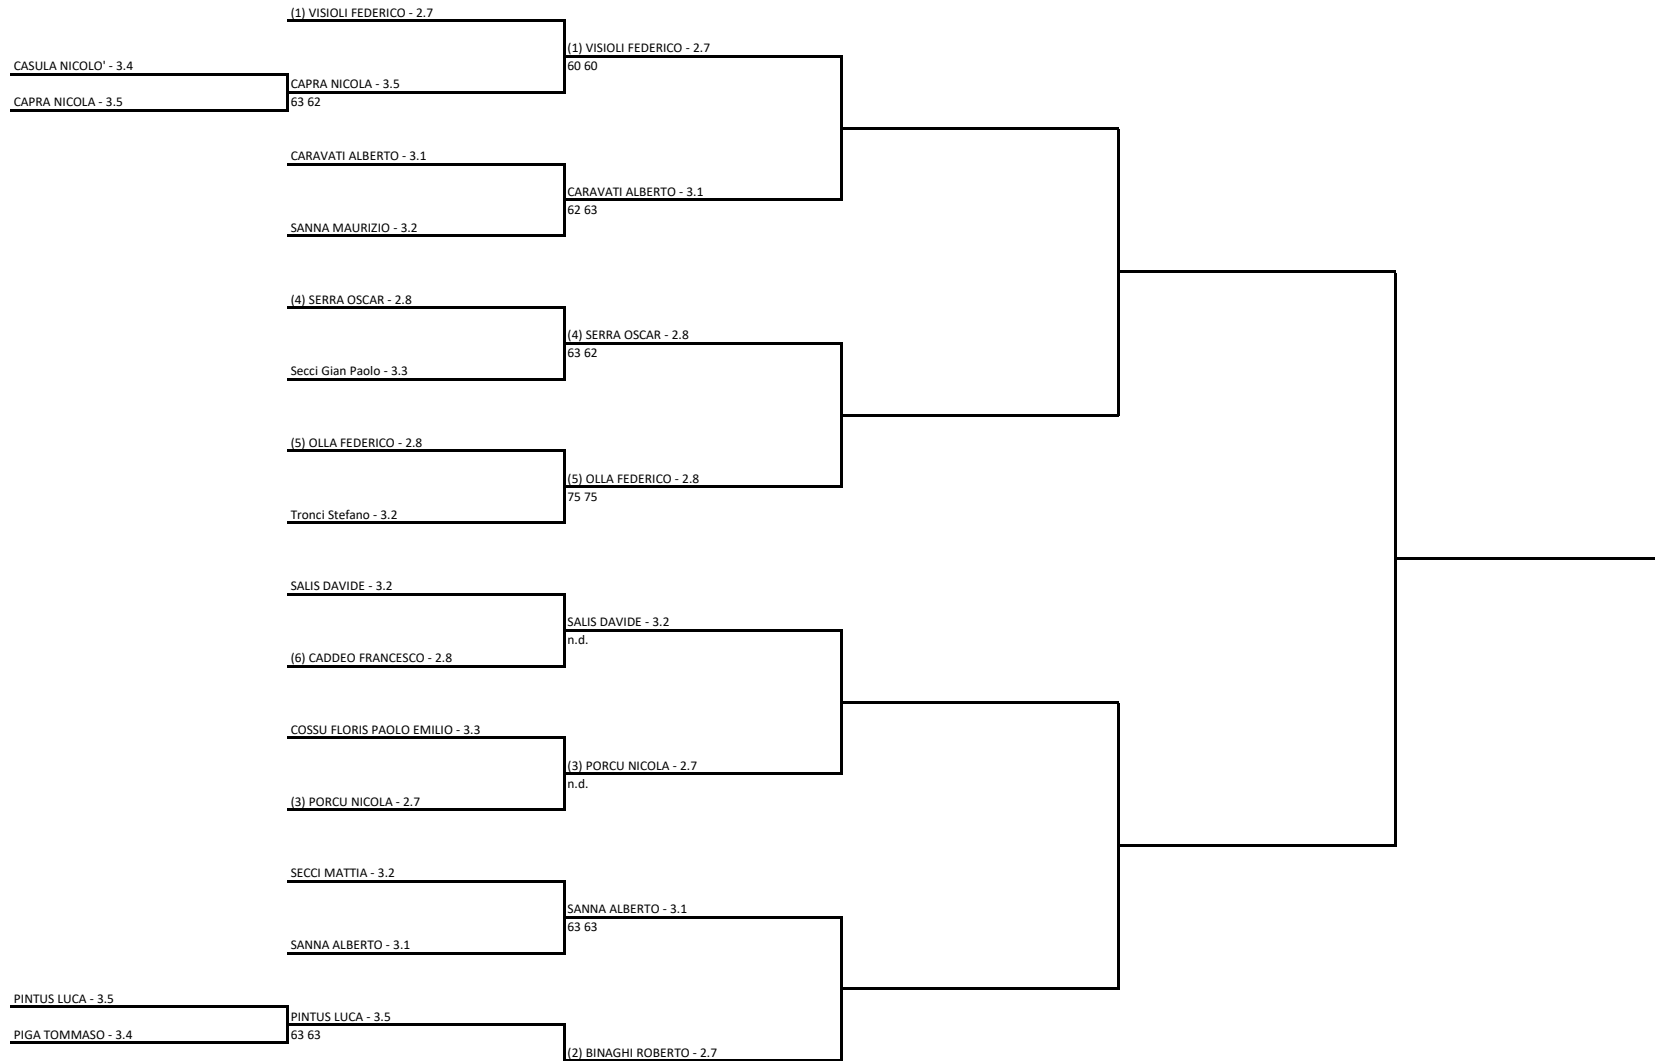 (1) VISIOLI FEDERICO - 2.7
(1) VISIOLI FEDERICO - 2.7
60 60
CASULA NICOLO' - 3.4
CAPRA NICOLA - 3.5
63 62
CAPRA NICOLA - 3.5
CARAVATI ALBERTO - 3.1
CARAVATI ALBERTO - 3.1
62 63
SANNA MAURIZIO - 3.2
(4) SERRA OSCAR - 2.8
(4) SERRA OSCAR - 2.8
63 62
Secci Gian Paolo - 3.3
(5) OLLA FEDERICO - 2.8
(5) OLLA FEDERICO - 2.8
75 75
Tronci Stefano - 3.2
SALIS DAVIDE - 3.2
SALIS DAVIDE - 3.2
n.d.
(6) CADDEO FRANCESCO - 2.8
COSSU FLORIS PAOLO EMILIO - 3.3
(3) PORCU NICOLA - 2.7
n.d.
(3) PORCU NICOLA - 2.7
SECCI MATTIA - 3.2
SANNA ALBERTO - 3.1
63 63
SANNA ALBERTO - 3.1
PINTUS LUCA - 3.5
PINTUS LUCA - 3.5
63 63
PIGA TOMMASO - 3.4
(2) BINAGHI ROBERTO - 2.7